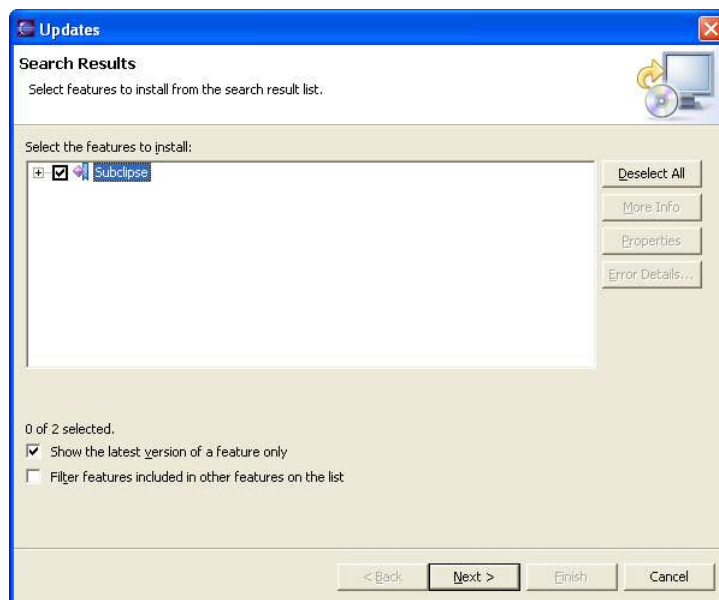 Updates
Search Results
Select features to install from the search result list.
Select the features to install:
Subclipse
Deselect All
More Info
Properties
Error Details...
0 of 2 selected.
Show the latest version of a feature only
Filter features included in other features on the list
< Back
Next >
Finish
Cancel